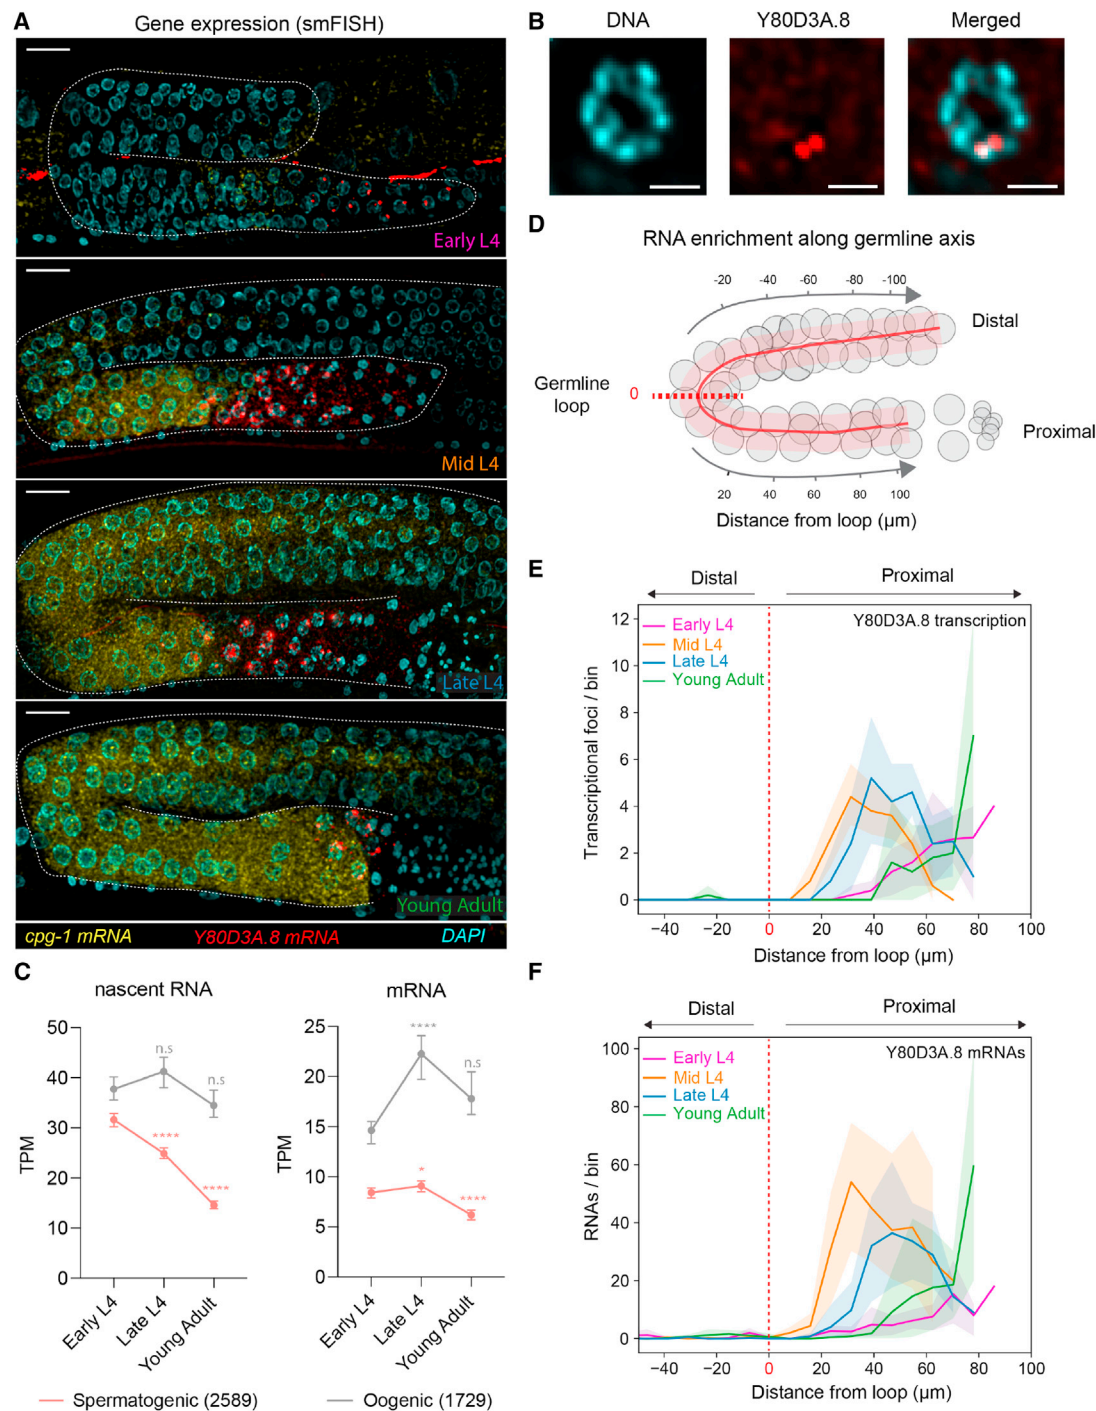 A
Gene expression (smFISH)
Early L4
Mid L4
Late L4
Young Adult
cpg-1 mRNA
Y80D3A.8 mRNA
DAPI
B
DNA
Y80D3A.8
Merged
C
nascent RNA
50
40
30
20
10
0
TPM
n.s
n.s
****
****
Early L4
Late L4
Young Adult
mRNA
25
20
15
10
5
0
TPM
****
n.s
*
****
Early L4
Late L4
Young Adult
Spermatogenic (2589)
Oogenic (1729)
D
RNA enrichment along germline axis
-20 -40 -60 -80 -100
Distal
Germline
loop
0
Proximal
20 40 60 80 100
Distance from loop (µm)
E
Distal
Proximal
Y80D3A.8 transcription
Early L4
Mid L4
Late L4
Young Adult
12
10
8
6
4
2
0
Transcriptional foci / bin
−40 −20 0 20 40 60 80 100
Distance from loop (µm)
F
Distal
Proximal
Y80D3A.8 mRNAs
Early L4
Mid L4
Late L4
Young Adult
100
80
60
40
20
0
RNAs / bin
−40 −20 0 20 40 60 80 100
Distance from loop (µm)